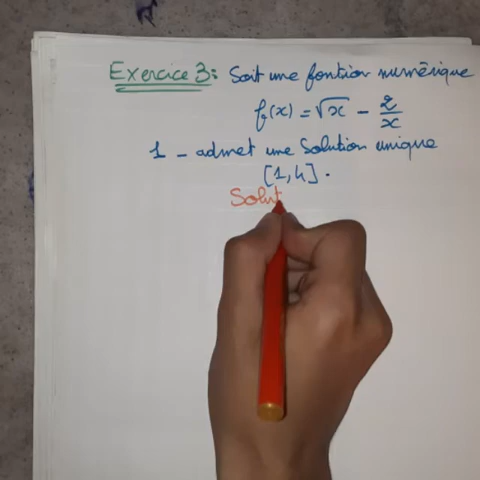 Exercice 3: Soit une fontion numérique
f(x) = √x - 2/x
1 - admet une solution unique
[1,4].
Solut